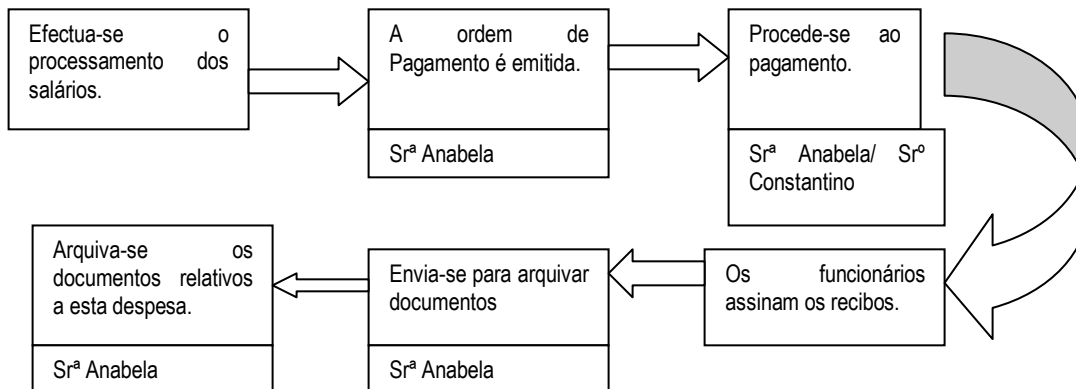 Efectua-se o
processamento dos
salários.
A ordem de
Pagamento é emitida.
Srª Anabela
Procede-se ao
pagamento.
Srª Anabela/ Srº
Constantino
Os funcionários
assinam os recibos.
Envia-se para arquivar
documentos
Srª Anabela
Arquiva-se os
documentos relativos
a esta despesa.
Srª Anabela